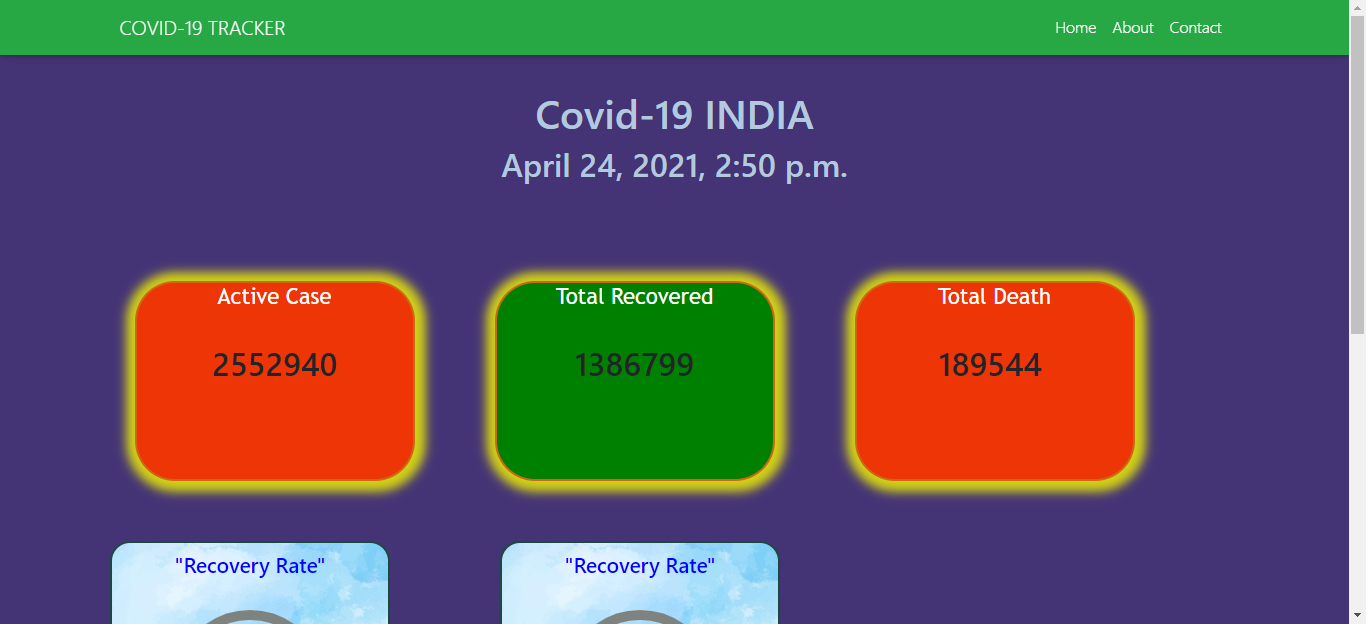 COVID-19 TRACKER
Home About Contact
Covid-19 INDIA
April 24, 2021, 2:50 p.m.
Active Case
2552940
Total Recovered
1386799
Total Death
189544
"Recovery Rate"
"Recovery Rate"